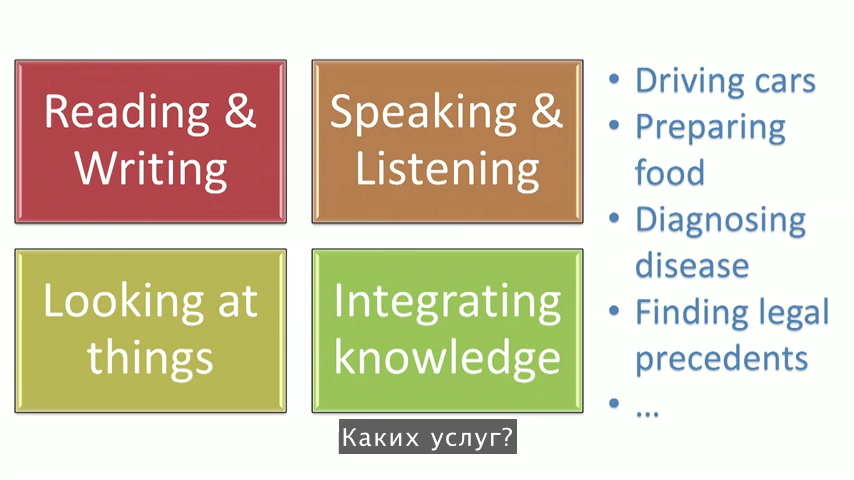 Reading &
Writing
Speaking &
Listening
Looking at
things
Integrating
knowledge
• Driving cars
• Preparing
food
• Diagnosing
disease
• Finding legal
precedents
• ...
Каких услуг?